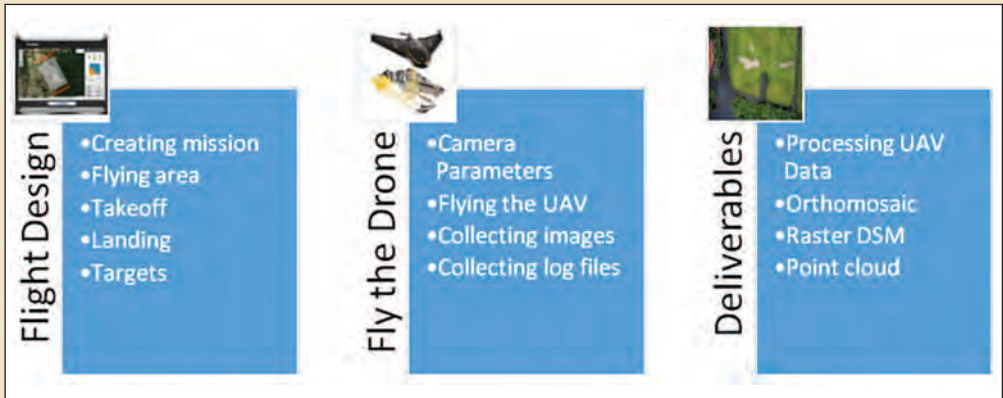 Flight Design
•Creating mission
•Flying area
•Takeoff
•Landing
•Targets
Fly the Drone
•Camera
Parameters
•Flying the UAV
•Collecting images
•Collecting log files
Deliverables
•Processing UAV
Data
•Orthomosaic
•Raster DSM
•Point cloud